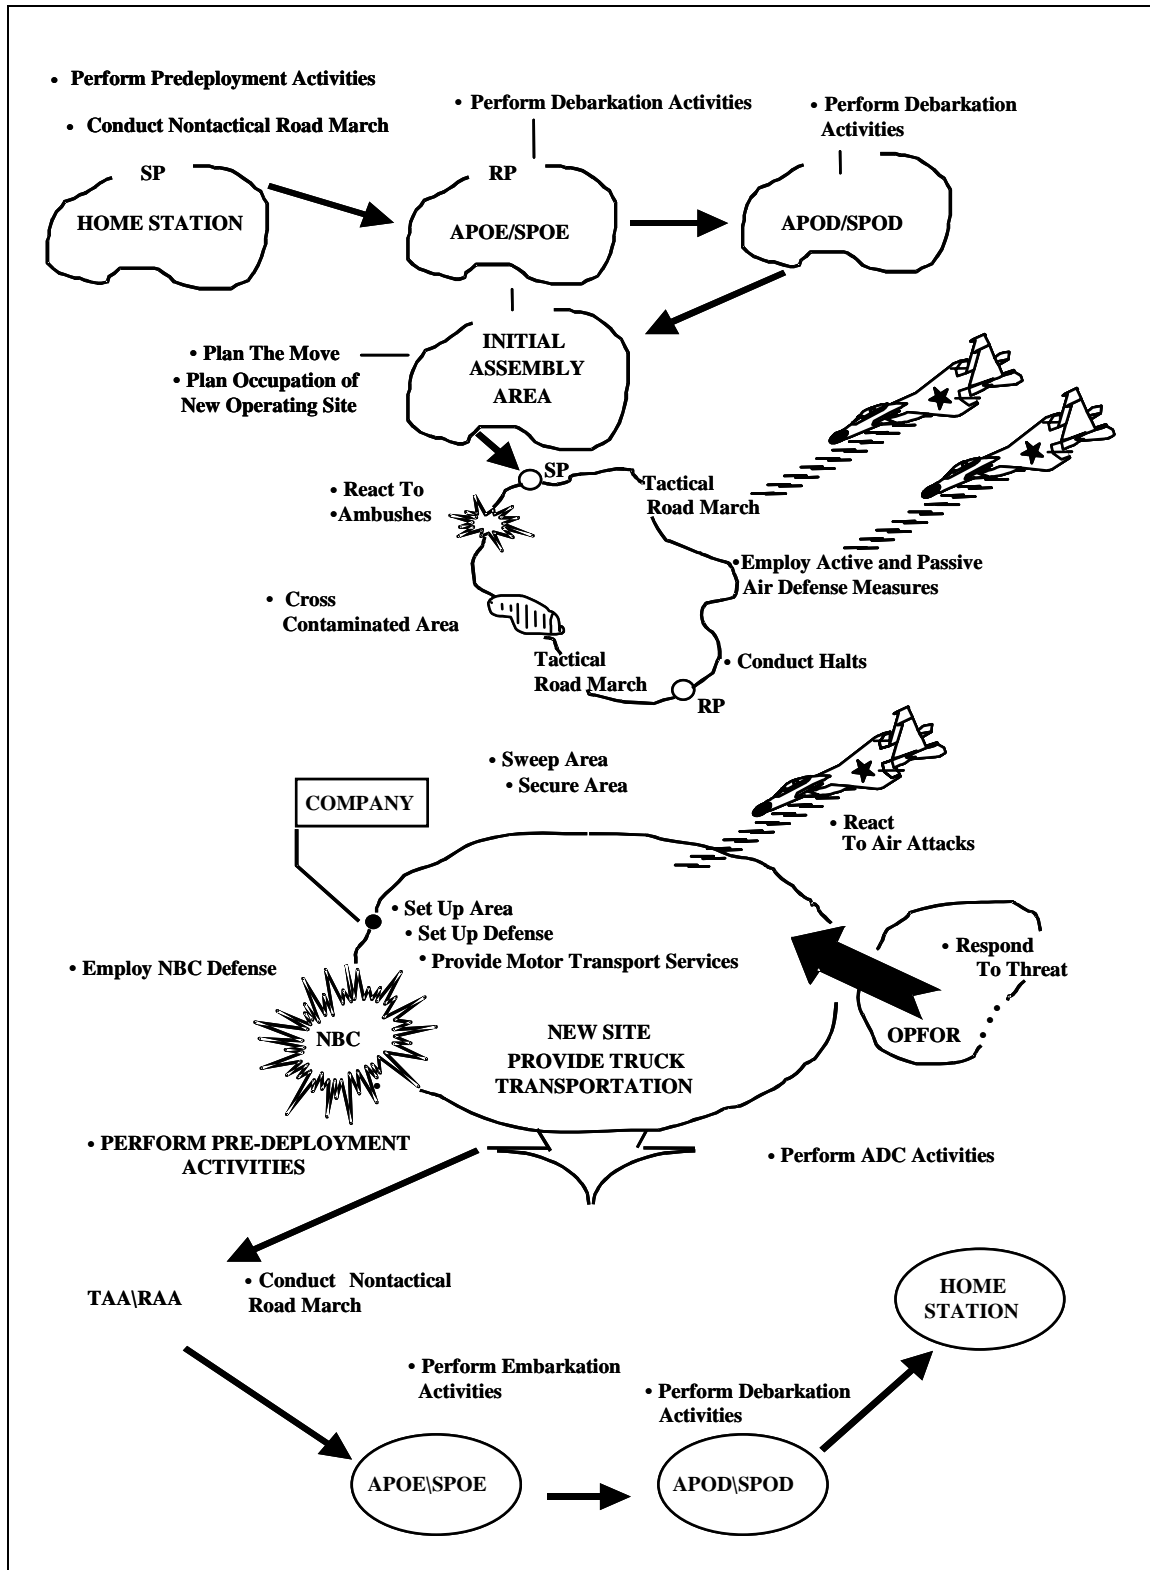 • Perform Predeployment Activities
• Conduct Nontactical Road March
SP
HOME STATION
• Perform Debarkation Activities
RP
APOE/SPOE
• Perform Debarkation
Activities
APOD/SPOD
INITIAL
ASSEMBLY
AREA
• Plan The Move
• Plan Occupation of
New Operating Site
SP
Tactical
Road March
• React To
•Ambushes
•Employ Active and Passive
Air Defense Measures
• Cross
Contaminated Area
Tactical
Road March
• Conduct Halts
RP
• Sweep Area
• Secure Area
COMPANY
• React
To Air Attacks
• Set Up Area
• Set Up Defense
• Provide Motor Transport Services
• Respond
To Threat
OPFOR
• Employ NBC Defense
NBC
NEW SITE
PROVIDE TRUCK
TRANSPORTATION
• PERFORM PRE-DEPLOYMENT
ACTIVITIES
• Perform ADC Activities
TAA\RAA
• Conduct Nontactical
Road March
HOME
STATION
• Perform Embarkation
Activities
• Perform Debarkation
Activities
APOE\SPOE
APOD\SPOD